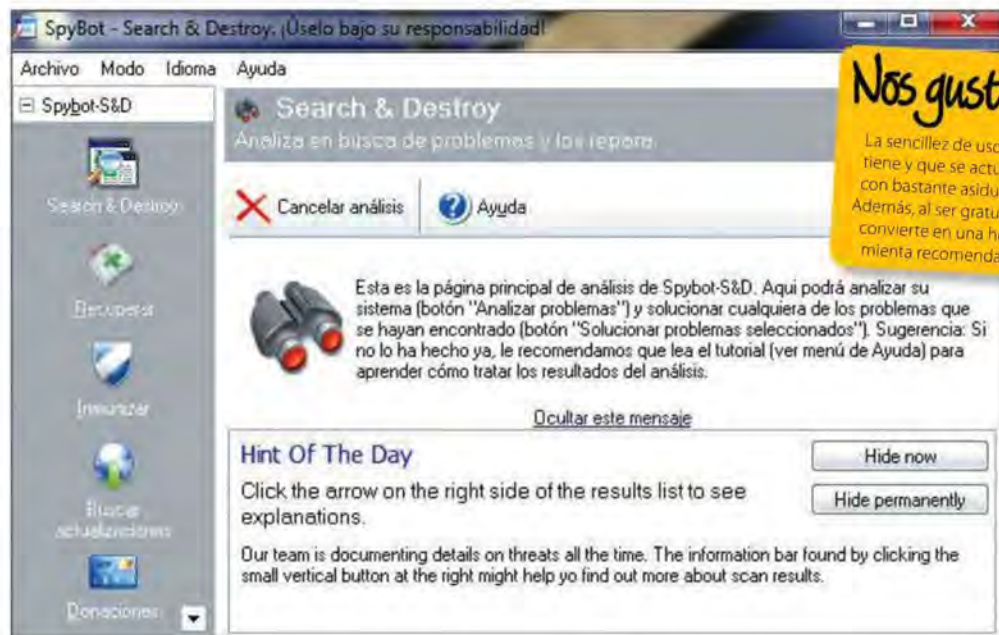 SpyBot - Search & Destroy. ¡Úselo bajo su responsabilidad!
Archivo Modo Idioma Ayuda
Spybot-S&D
Search & Destroy
Recuperar
Inmunizar
Buscar
actualizaciones
Donaciones
Search & Destroy
Analiza en busca de problemas y los repara.
Cancelar análisis
Ayuda
Esta es la página principal de análisis de Spybot-S&D. Aqui podrá analizar su
sistema (botón "Analizar problemas") y solucionar cualquiera de los problemas que
se hayan encontrado (botón "Solucionar problemas seleccionados"). Sugerencia: Si
no lo ha hecho ya, le recomendamos que lea el tutorial (ver menú de Ayuda) para
aprender cómo tratar los resultados del análisis.
Ocultar este mensaje
Hint Of The Day
Click the arrow on the right side of the results list to see
explanations.
Our team is documenting details on threats all the time. The information bar found by clicking the
small vertical button at the right might help yo find out more about scan results.
Hide now
Hide permanently
Nos gust
La sencillez de uso
tiene y que se actu
con bastante asidu
Además, al ser gratu
convierte en una h
mienta recomenda